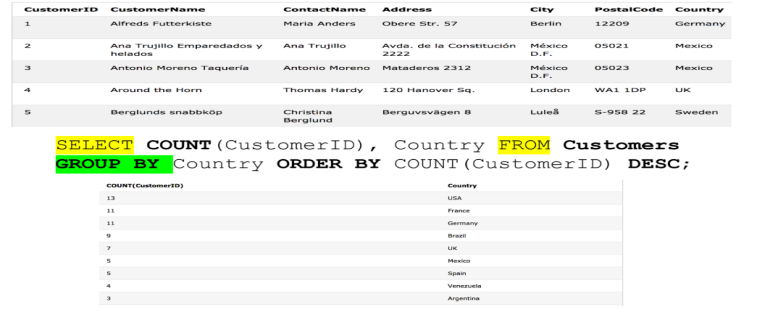 CustomerID CustomerName ContactName Address City PostalCode Country
1 Alfreds Futterkiste Maria Anders Obere Str. 57 Berlin 12209 Germany
2 Ana Trujillo Emparedados y helados Ana Trujillo Avda. de la Constitución 2222 México D.F. 05021 Mexico
3 Antonio Moreno Taquería Antonio Moreno Mataderos 2312 México D.F. 05023 Mexico
4 Around the Horn Thomas Hardy 120 Hanover Sq. London WA1 1DP UK
5 Berglunds snabbköp Christina Berglund Berguvsvägen 8 Luleå S-958 22 Sweden
SELECT COUNT(CustomerID), Country FROM Customers
GROUP BY Country ORDER BY COUNT(CustomerID) DESC;
COUNT(CustomerID) Country
13 USA
11 France
11 Germany
9 Brazil
7 UK
5 Mexico
5 Spain
4 Venezuela
3 Argentina